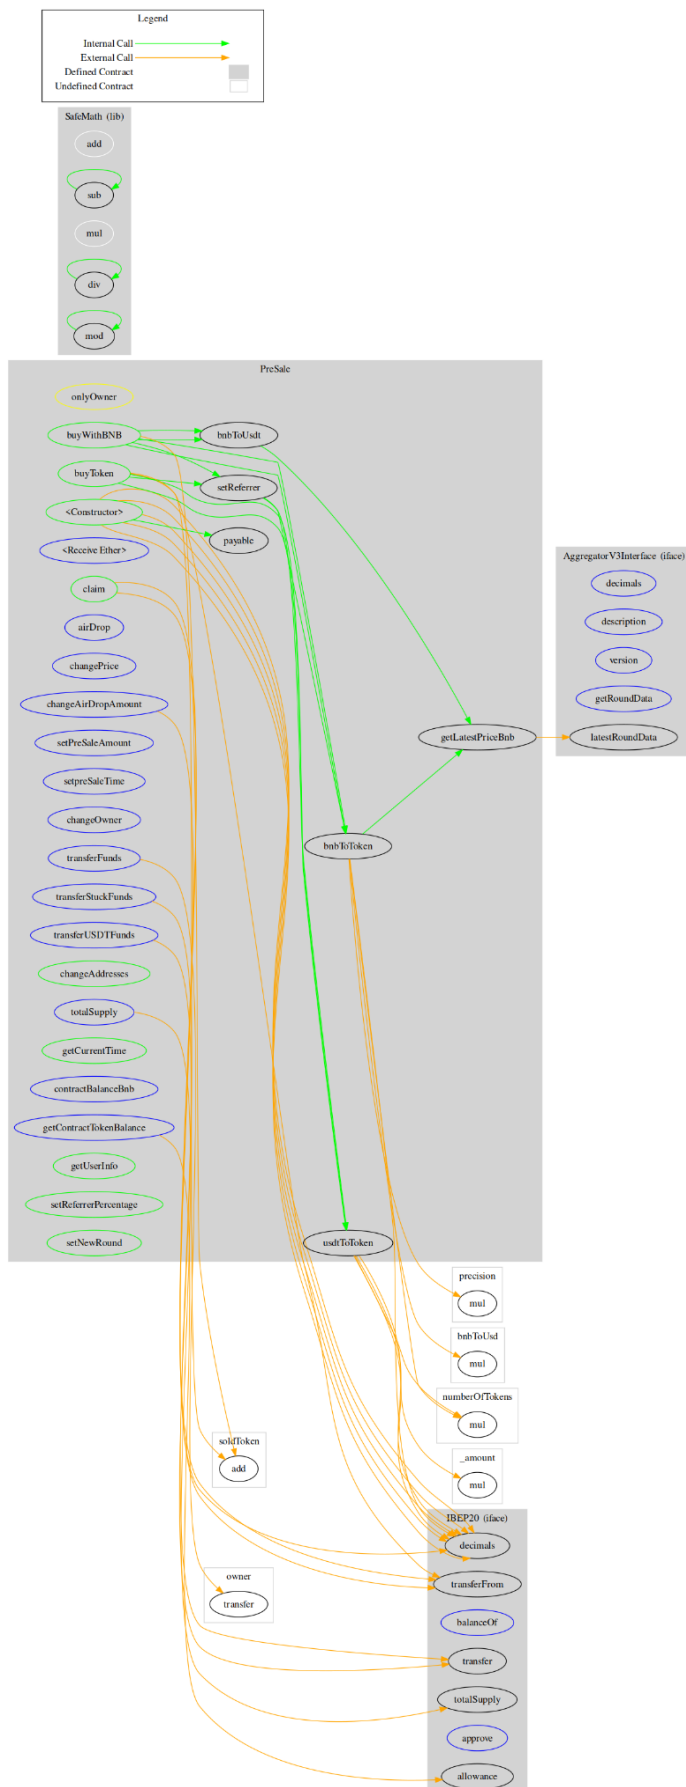 Legend
Internal Call
External Call
Defined Contract
Undefined Contract
SafeMath (lib)
add
sub
mul
div
mod
PreSale
onlyOwner
buyWithBNB
bnbToUsdt
buyToken
setReferrer
<Constructor>
payable
<Receive Ether>
claim
airDrop
changePrice
changeAirDropAmount
setPreSaleAmount
setpreSaleTime
changeOwner
transferFunds
transferStuckFunds
transferUSDTFunds
changeAddresses
totalSupply
getCurrentTime
contractBalanceBnb
getContractTokenBalance
getUserInfo
setReferrerPercentage
setNewRound
getLatestPriceBnb
bnbToToken
usdtToToken
AggregatorV3Interface (iface)
decimals
description
version
getRoundData
latestRoundData
precision
mul
bnbToUsd
mul
numberOfTokens
mul
_amount
mul
soldToken
add
owner
transfer
IBEP20 (iface)
decimals
transferFrom
balanceOf
transfer
totalSupply
approve
allowance